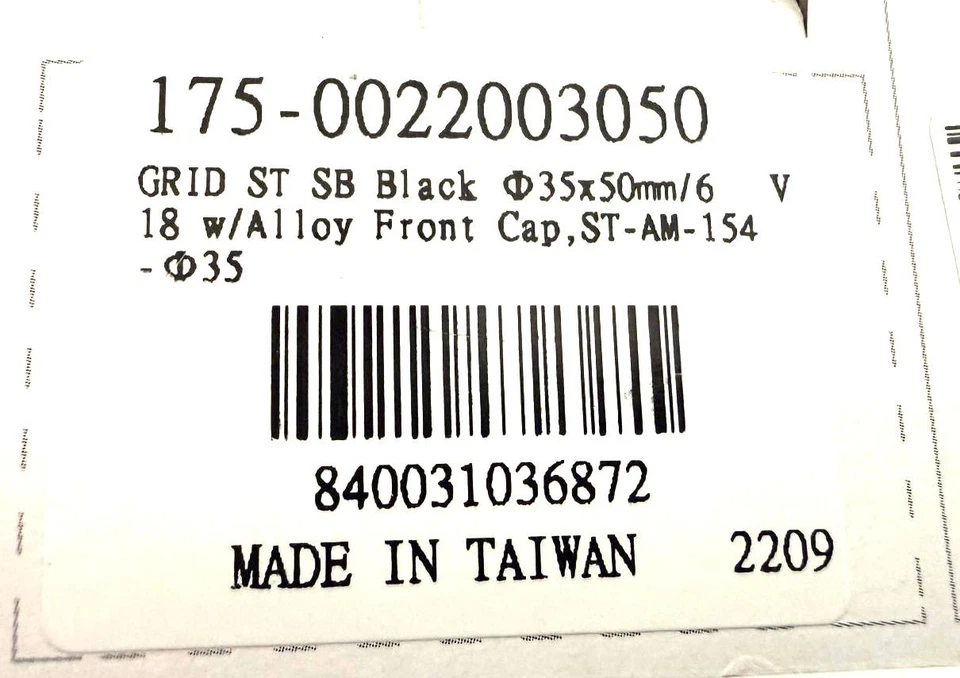 175-0022003050
GRID ST SB Black Φ35x50mm/6 V
18 w/Alloy Front Cap,ST-AM-154
-Φ35
840031036872
MADE IN TAIWAN 2209